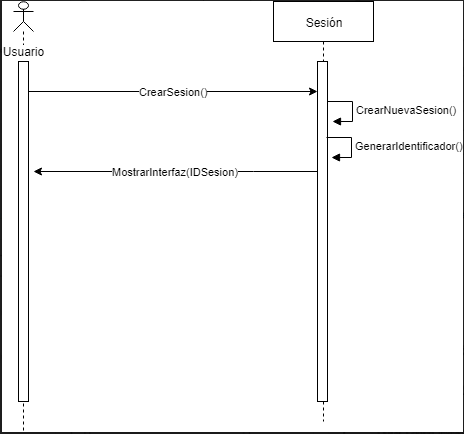 Sesión
Usuario
CrearSesion()
CrearNuevaSesion()
GenerarIdentificador()
MostrarInterfaz(IDSesion)